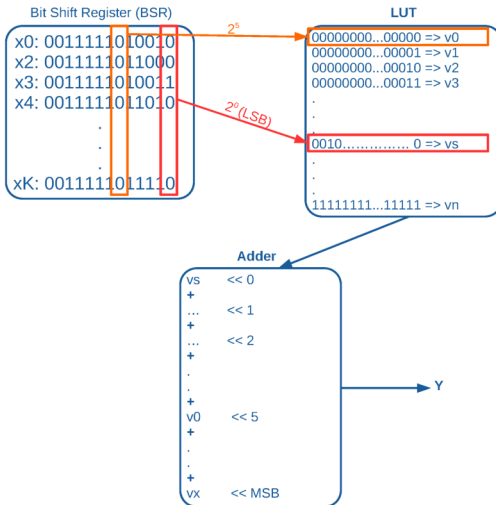 Bit Shift Register (BSR)
x0: 0011111010010
x2: 0011111011000
x3: 0011111010011
x4: 0011111011010
.
.
.
xK: 0011111011110
2⁵
2⁰(LSB)
LUT
00000000...00000 => v0
00000000...00001 => v1
00000000...00010 => v2
00000000...00011 => v3
.
.
.
0010…………… 0 => vs
.
.
.
11111111...11111 => vn
Adder
vs << 0
+
... << 1
+
... << 2
+
.
.
+
v0 << 5
+
.
.
+
vx << MSB
Y